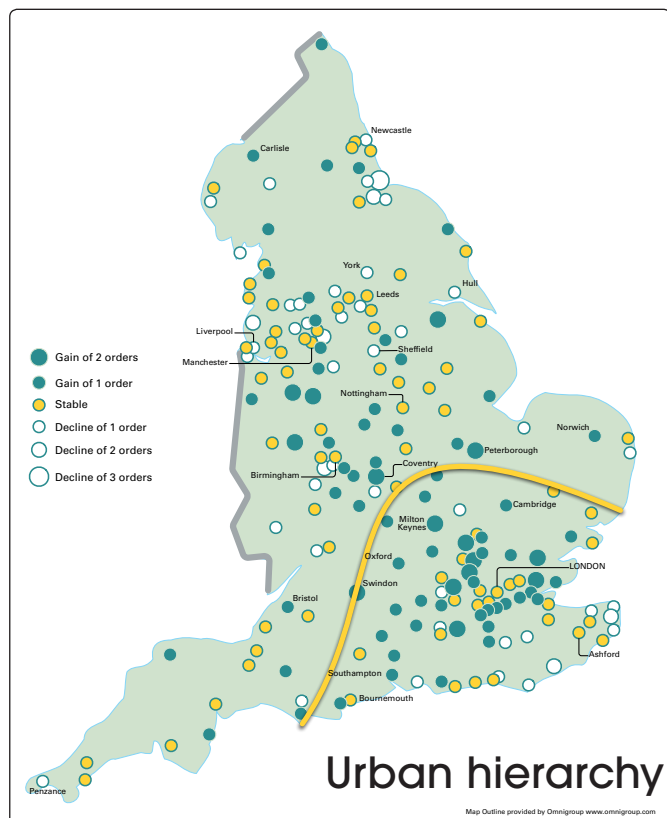 Newcastle
Carlisle
York
Hull
Leeds
Liverpool
Sheffield
Manchester
Gain of 2 orders
Gain of 1 order
Stable
Decline of 1 order
Decline of 2 orders
Decline of 3 orders
Nottingham
Norwich
Peterborough
Birmingham
Coventry
Cambridge
Milton
Keynes
Oxford
LONDON
Swindon
Bristol
Ashford
Southampton
Bournemouth
Urban hierarchy
Penzance
Map Outline provided by Omnigroup www.omnigroup.com